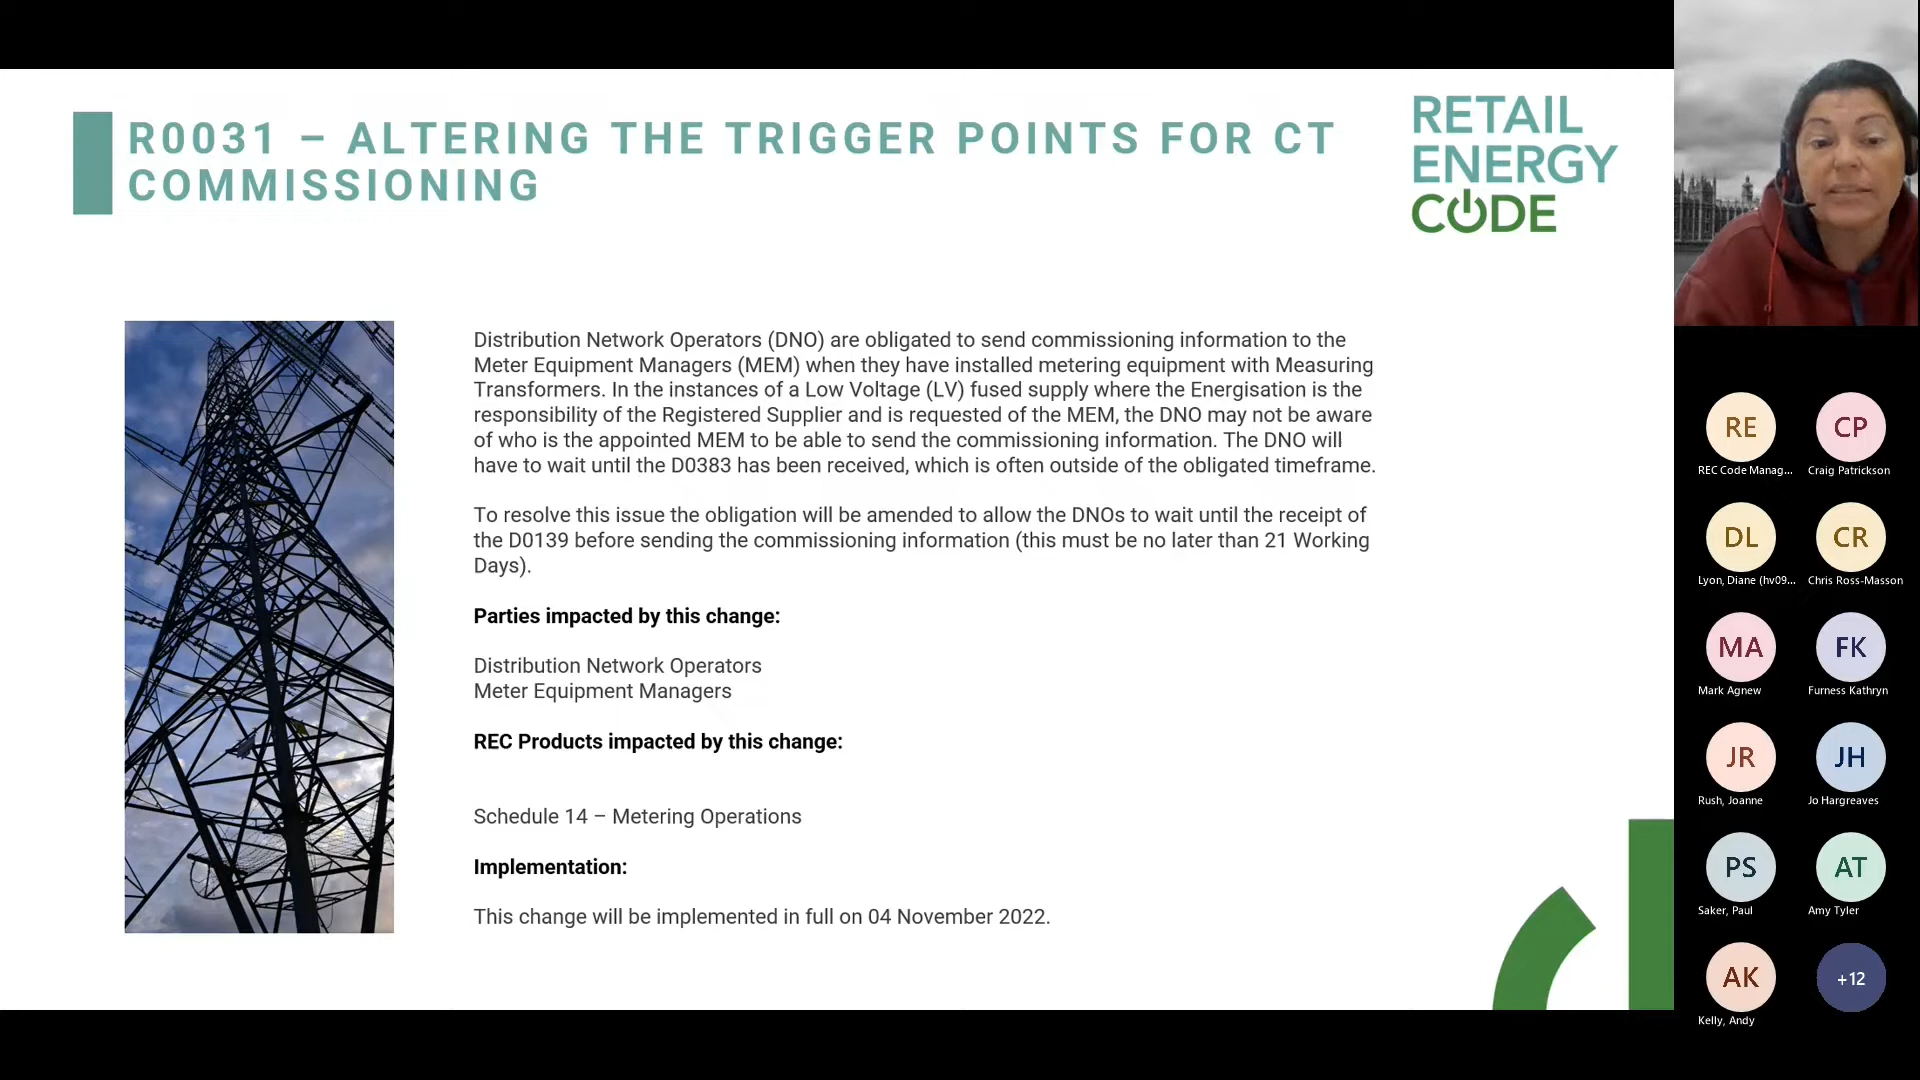 R0031 – ALTERING THE TRIGGER POINTS FOR CT
COMMISSIONING
RETAIL
ENERGY
CODE
Distribution Network Operators (DNO) are obligated to send commissioning information to the
Meter Equipment Managers (MEM) when they have installed metering equipment with Measuring
Transformers. In the instances of a Low Voltage (LV) fused supply where the Energisation is the
responsibility of the Registered Supplier and is requested of the MEM, the DNO may not be aware
of who is the appointed MEM to be able to send the commissioning information. The DNO will
have to wait until the D0383 has been received, which is often outside of the obligated timeframe.
To resolve this issue the obligation will be amended to allow the DNOs to wait until the receipt of
the D0139 before sending the commissioning information (this must be no later than 21 Working
Days).
Parties impacted by this change:
Distribution Network Operators
Meter Equipment Managers
REC Products impacted by this change:
Schedule 14 – Metering Operations
Implementation:
This change will be implemented in full on 04 November 2022.
RE
CP
REC Code Manag...
Craig Patrickson
DL
CR
Lyon, Diane (hv09...
Chris Ross-Masson
MA
FK
Mark Agnew
Furness Kathryn
JR
JH
Rush, Joanne
Jo Hargreaves
PS
AT
Saker, Paul
Amy Tyler
AK
+12
Kelly, Andy